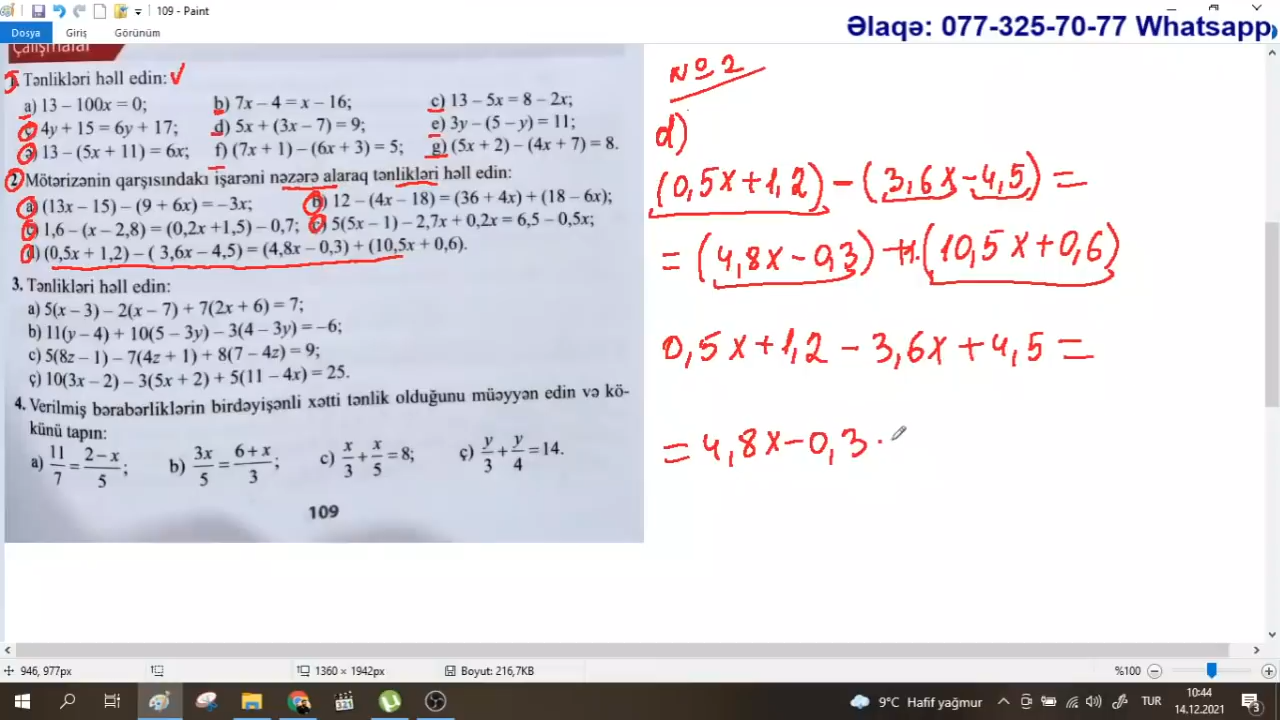 109 - Paint
Əlaqə: 077-325-70-77 Whatsapp
Dosya Giriş Görünüm
Çalışmalar
1. Tənlikləri həll edin:
a) 13 – 100x = 0; b) 7x – 4 = x – 16; c) 13 – 5x = 8 – 2x;
ç) 4y + 15 = 6y + 17; d) 5x + (3x – 7) = 9; e) 3y – (5 – y) = 11;
ə) 13 – (5x + 11) = 6x; f) (7x + 1) – (6x + 3) = 5; g) (5x + 2) – (4x + 7) = 8.
2. Mötərizənin qarşısındakı işarəni nəzərə alaraq tənlikləri həll edin:
a) (13x – 15) – (9 + 6x) = –3x; b) 12 – (4x – 18) = (36 + 4x) + (18 – 6x);
c) 1,6 – (x – 2,8) = (0,2x +1,5) – 0,7; ç) 5(5x – 1) – 2,7x + 0,2x = 6,5 – 0,5x;
d) (0,5x + 1,2) – ( 3,6x – 4,5) = (4,8x – 0,3) + (10,5x + 0,6).
3. Tənlikləri həll edin:
a) 5(x – 3) – 2(x – 7) + 7(2x + 6) = 7;
b) 11(y – 4) + 10(5 – 3y) – 3(4 – 3y) = –6;
c) 5(8z – 1) – 7(4z + 1) + 8(7 – 4z) = 9;
ç) 10(3x – 2) – 3(5x + 2) + 5(11 – 4x) = 25.
4. Verilmiş bərabərliklərin birdəyişənli xətti tənlik olduğunu müəyyən edin və kö-
künü tapın:
a) 11/7 = 2 – x/5; b) 3x/5 = 6 + x/3; c) x/3 + x/5 = 8; ç) y/3 + y/4 = 14.
109
№ 2
d)
(0,5x+1,2) – (3,6x – 4,5) =
= (4,8x – 0,3) + (10,5x + 0,6)
0,5x + 1,2 – 3,6x + 4,5 =
= 4,8x – 0,3
946, 977px 1360 × 1942px Boyut: 216,7KB %100
9°C Hafif yağmur TUR 10:44
14.12.2021 3